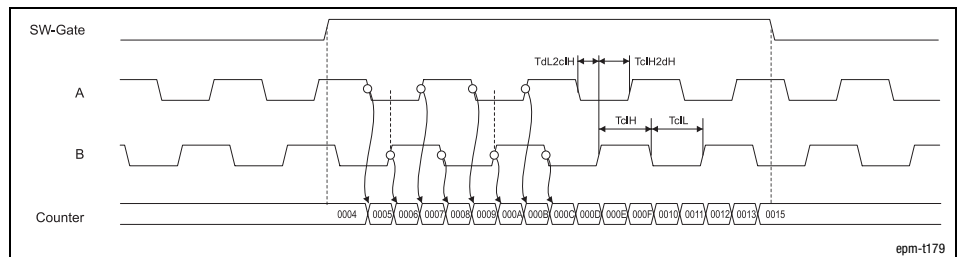 SW-Gate
TdL2clH TclH2dH
A
TclH TclL
B
Counter 0004 0005 0006 0007 0008 0009 000A 000B 000C 000D 000E 000F 0010 0011 0012 0013 0015
epm-t179